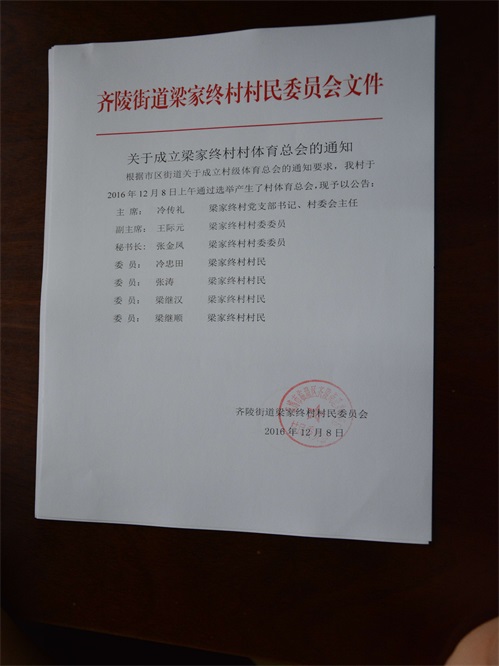 齐陵街道梁家终村村民委员会文件
关于成立梁家终村村体育总会的通知
根据市区街道关于成立村级体育总会的通知要求，我村于
2016年12月8日上午通过选举产生了村体育总会，现予以公告：
主 席： 冷传礼 梁家终村党支部书记、村委会主任
副主席： 王际元 梁家终村村委委员
秘书长： 张金凤 梁家终村村委委员
委 员： 冷忠田 梁家终村村民
委 员： 张涛 梁家终村村民
委 员： 梁继汉 梁家终村村民
委 员： 梁继顺 梁家终村村民
齐陵街道梁家终村村民委员会
2016年12月8日